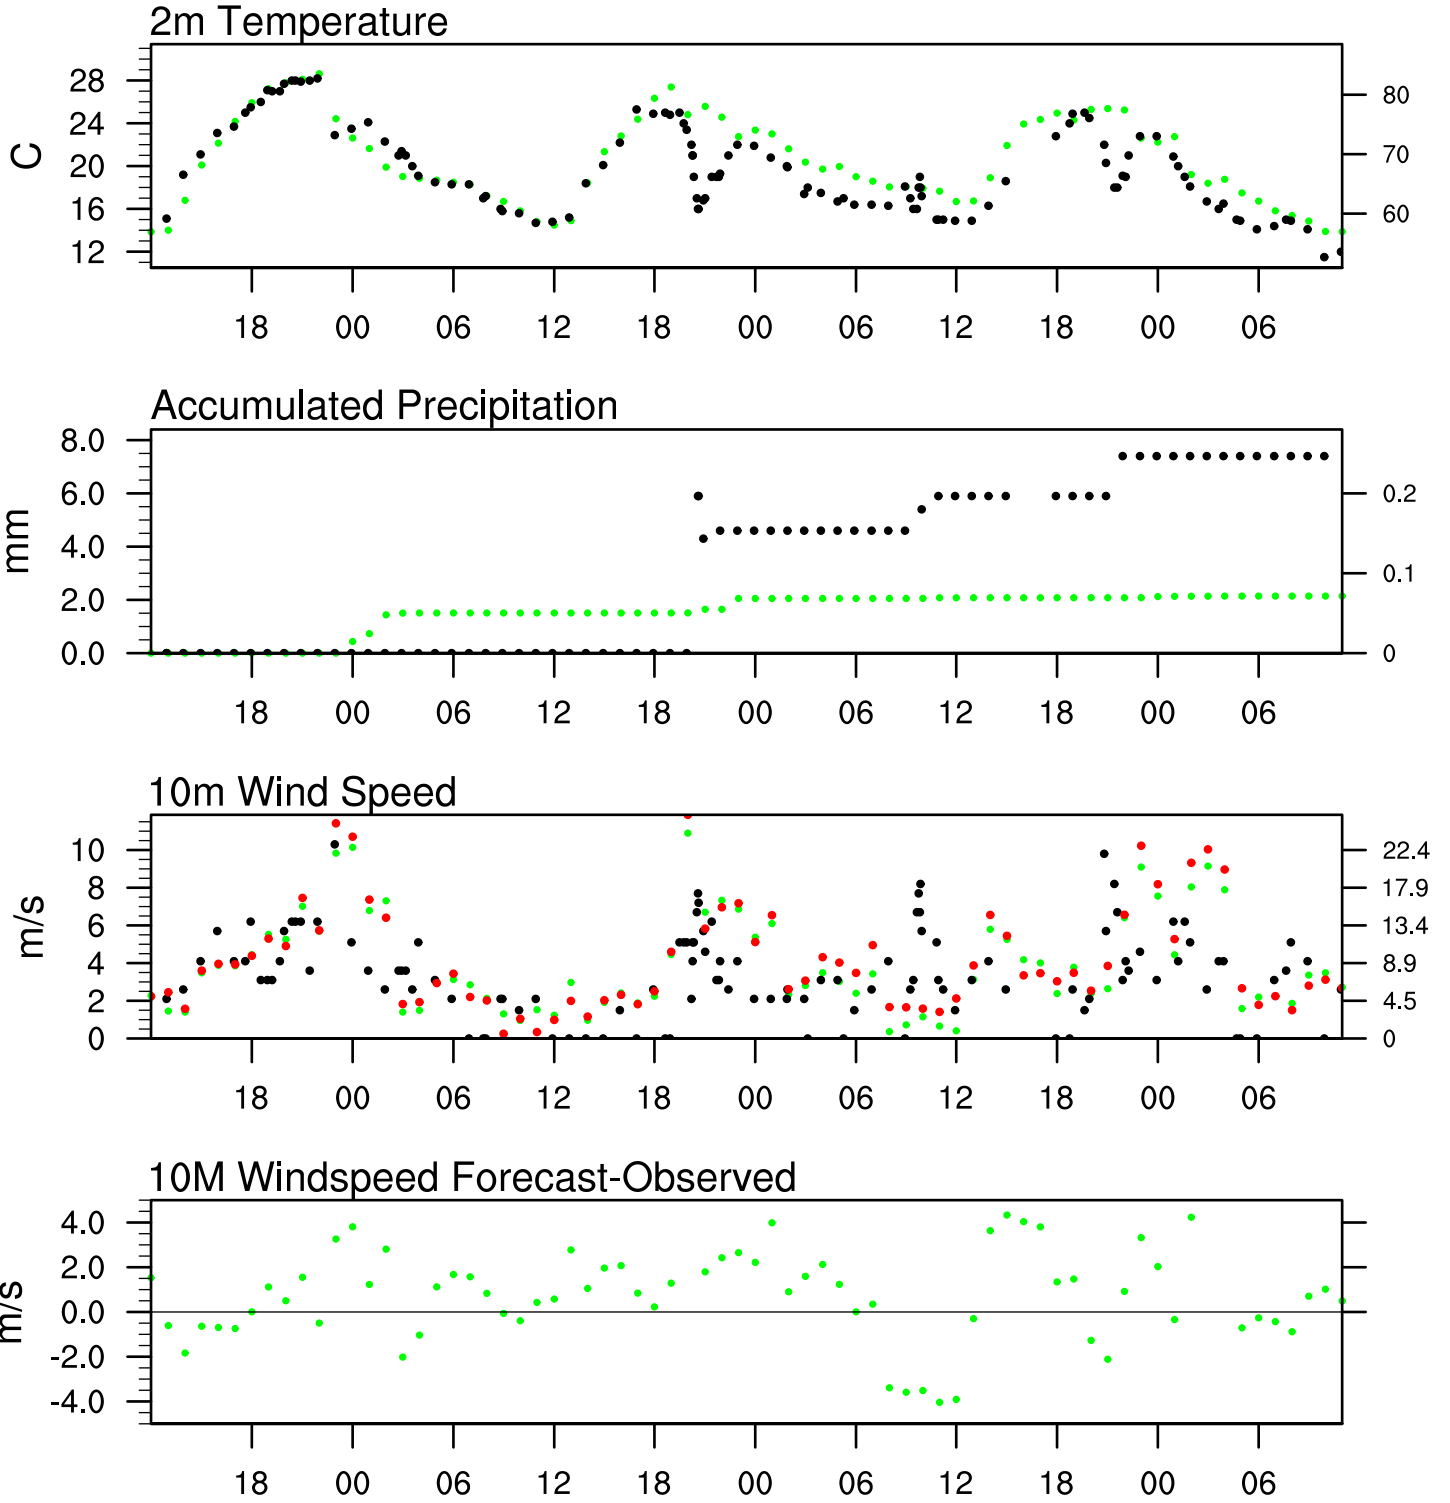 2m Temperature
28
24
20
16
12
C
80
70
60
18 00 06 12 18 00 06 12 18 00 06
Accumulated Precipitation
8.0
6.0
4.0
2.0
0.0
mm
0.2
0.1
0
18 00 06 12 18 00 06 12 18 00 06
10m Wind Speed
10
8
6
4
2
0
m/s
22.4
17.9
13.4
8.9
4.5
0
18 00 06 12 18 00 06 12 18 00 06
10M Windspeed Forecast-Observed
4.0
2.0
0.0
-2.0
-4.0
m/s
18 00 06 12 18 00 06 12 18 00 06